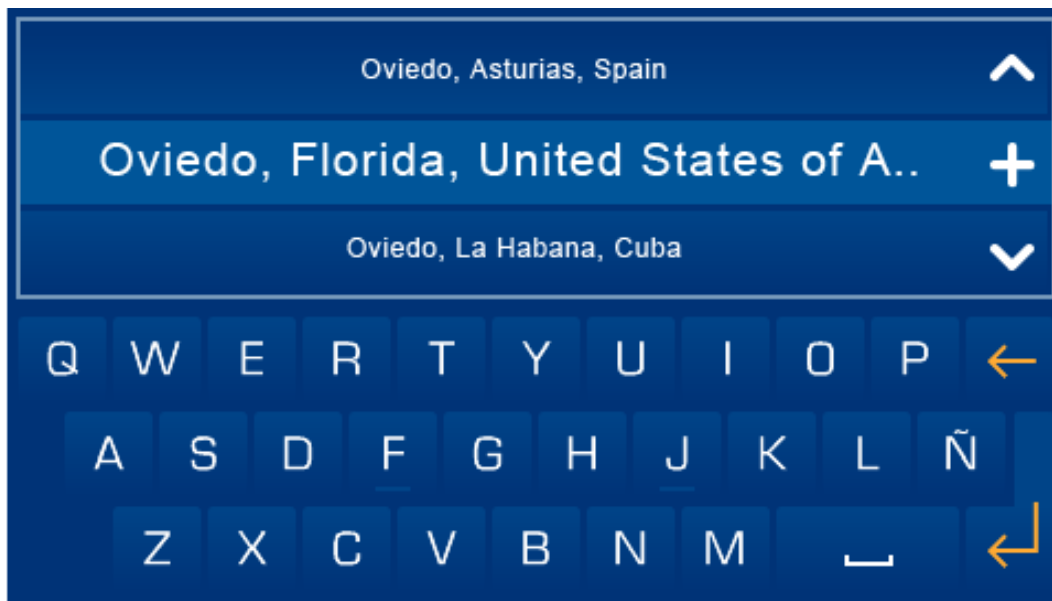 Oviedo, Asturias, Spain
Oviedo, Florida, United States of A..
Oviedo, La Habana, Cuba
Q W E R T Y U I O P
A S D F G H J K L Ñ
Z X C V B N M